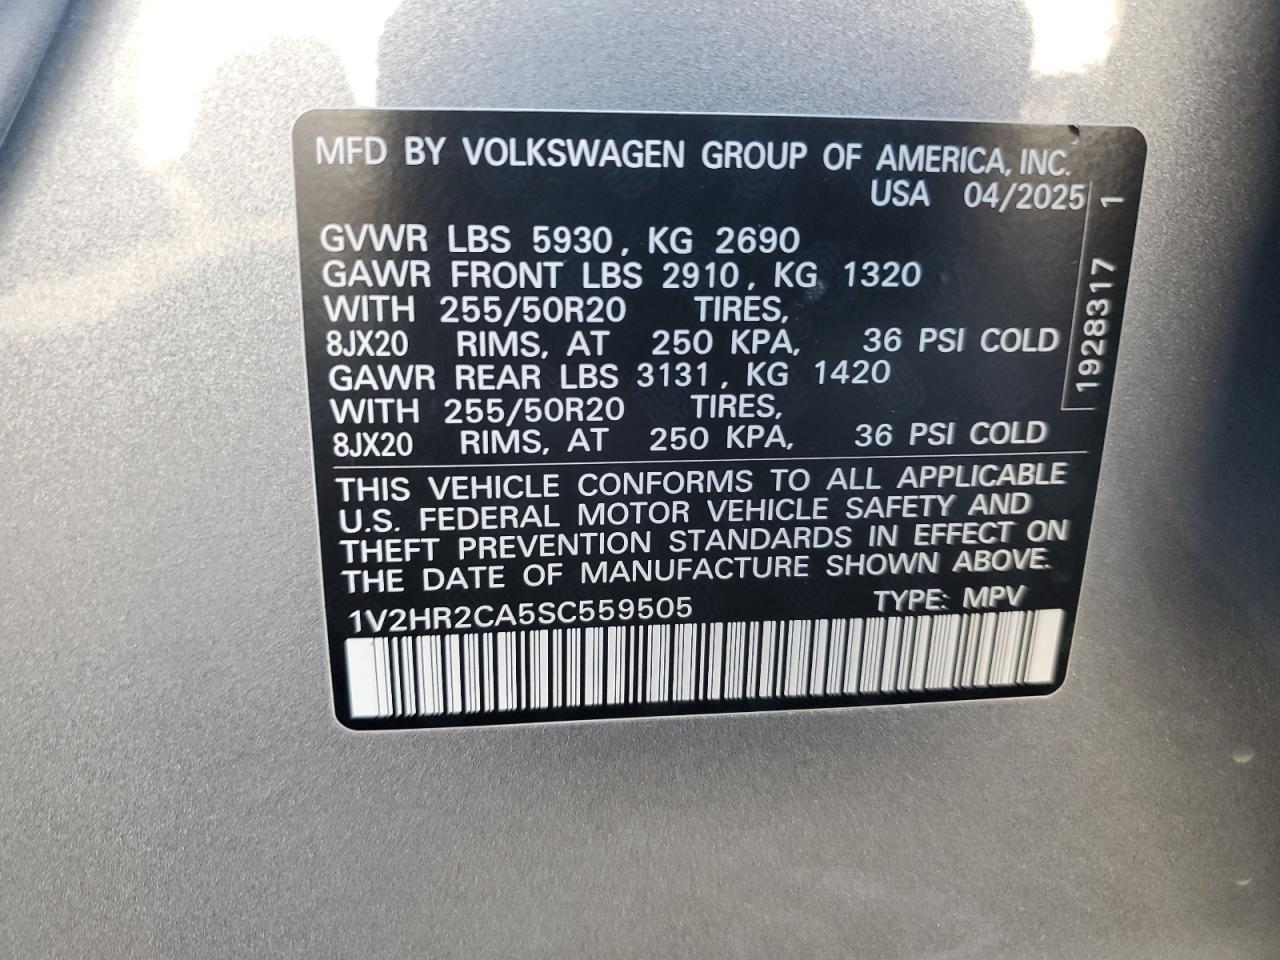 MFD BY VOLKSWAGEN GROUP OF AMERICA, INC.
USA 04/2025
GVWR LBS 5930, KG 2690
GAWR FRONT LBS 2910, KG 1320
WITH 255/50R20 TIRES,
8JX20 RIMS, AT 250 KPA, 36 PSI COLD
GAWR REAR LBS 3131, KG 1420
WITH 255/50R20 TIRES,
8JX20 RIMS, AT 250 KPA, 36 PSI COLD
1928317 1
THIS VEHICLE CONFORMS TO ALL APPLICABLE
U.S. FEDERAL MOTOR VEHICLE SAFETY AND
THEFT PREVENTION STANDARDS IN EFFECT ON
THE DATE OF MANUFACTURE SHOWN ABOVE.
1V2HR2CA5SC559505 TYPE: MPV